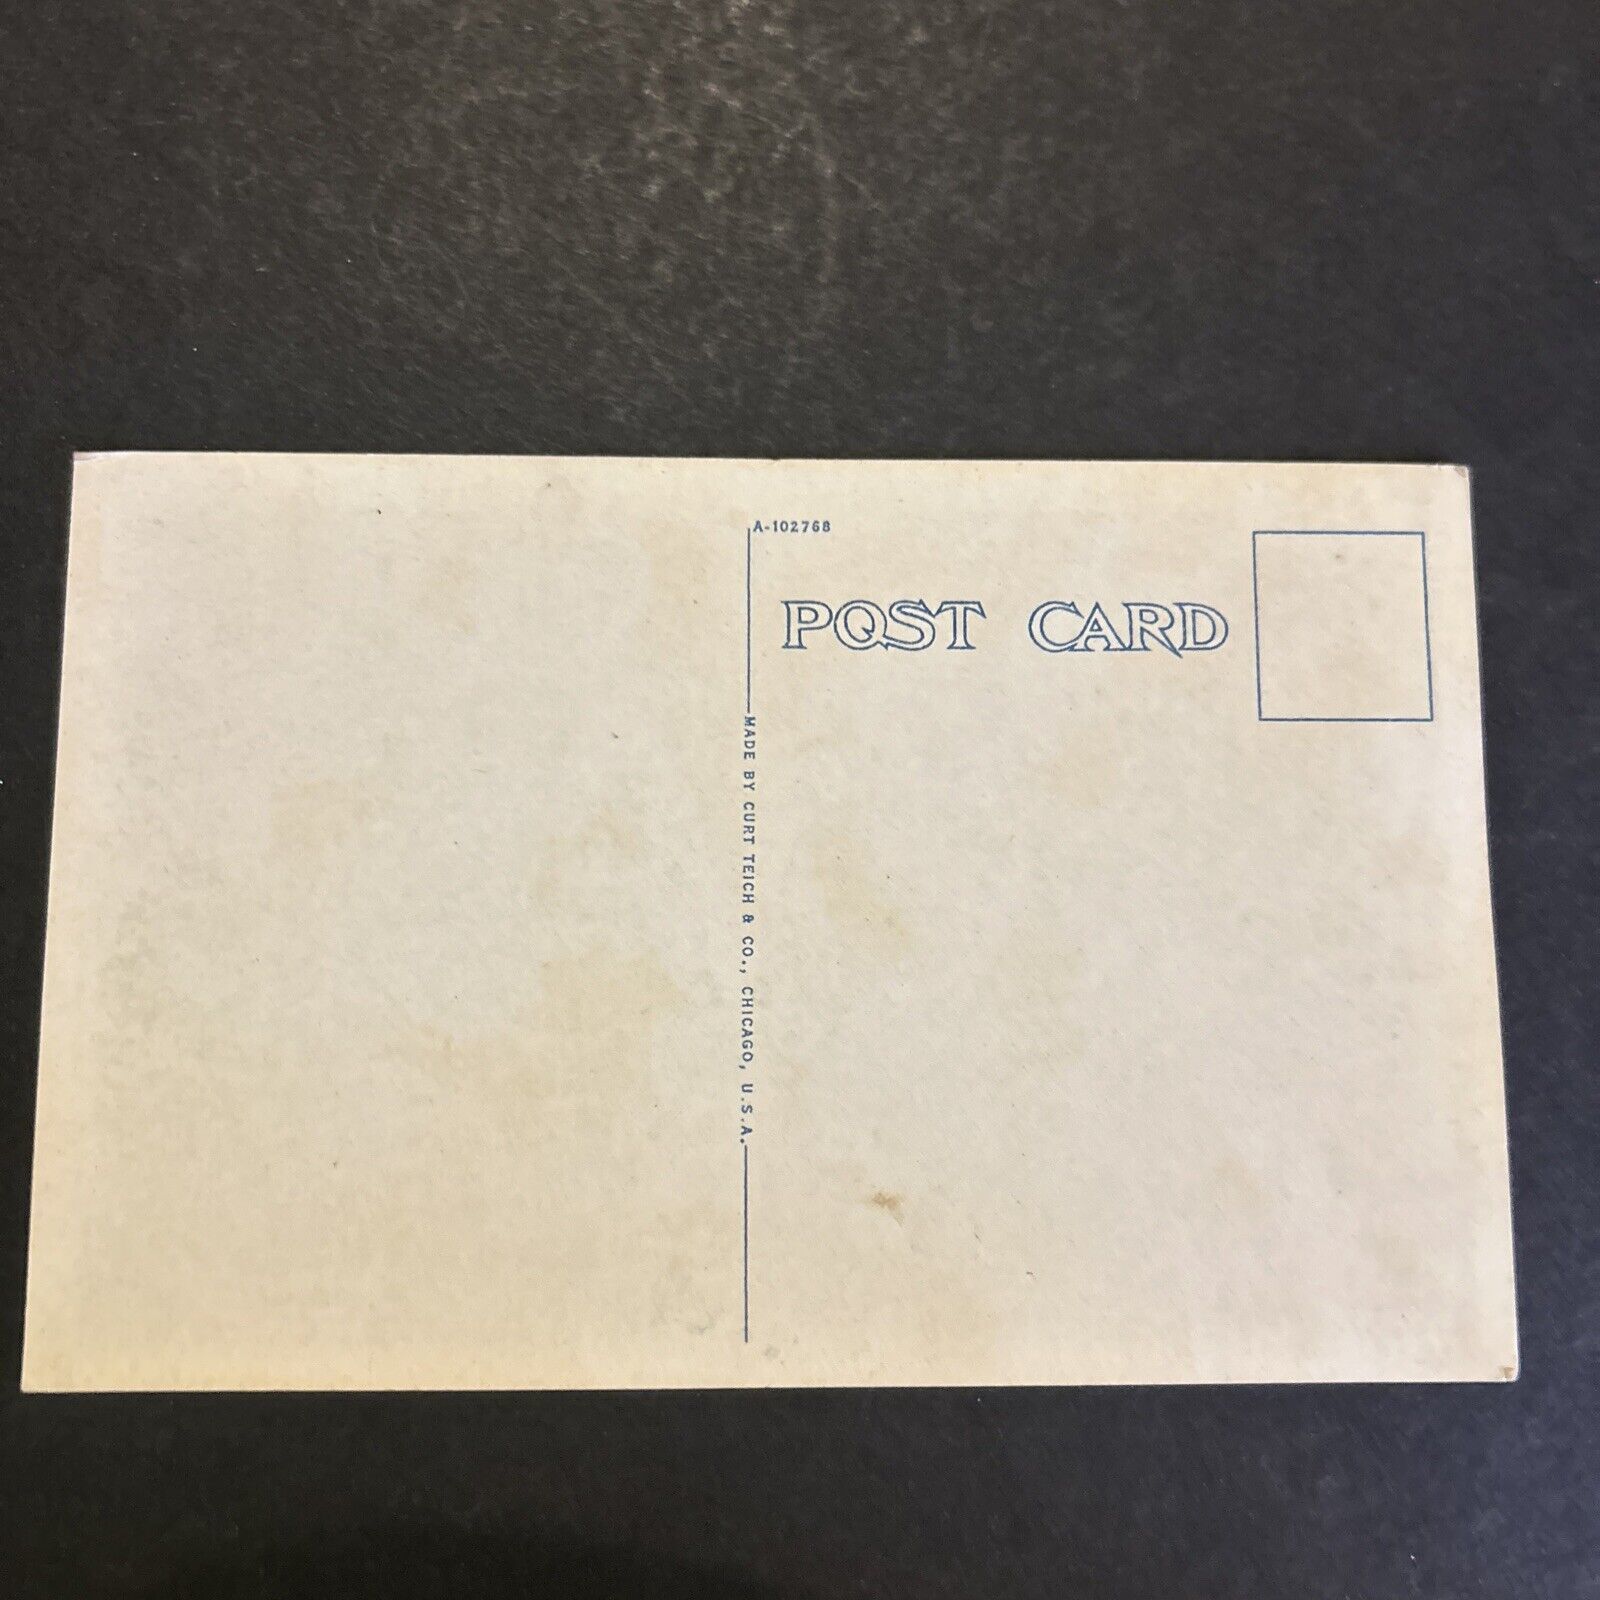 A-102768
POST CARD
MADE BY CURT TEICH & CO., CHICAGO, U.S.A.